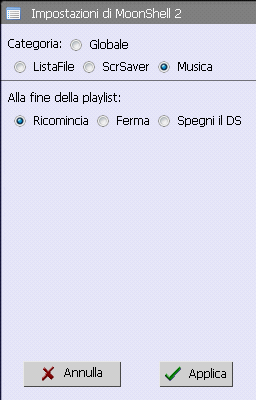 Impostazioni di MoonShell 2
Categoria: Globale
ListaFile ScrSaver Musica
Alla fine della playlist:
Ricomincia Ferma Spegni il DS
Annulla Applica